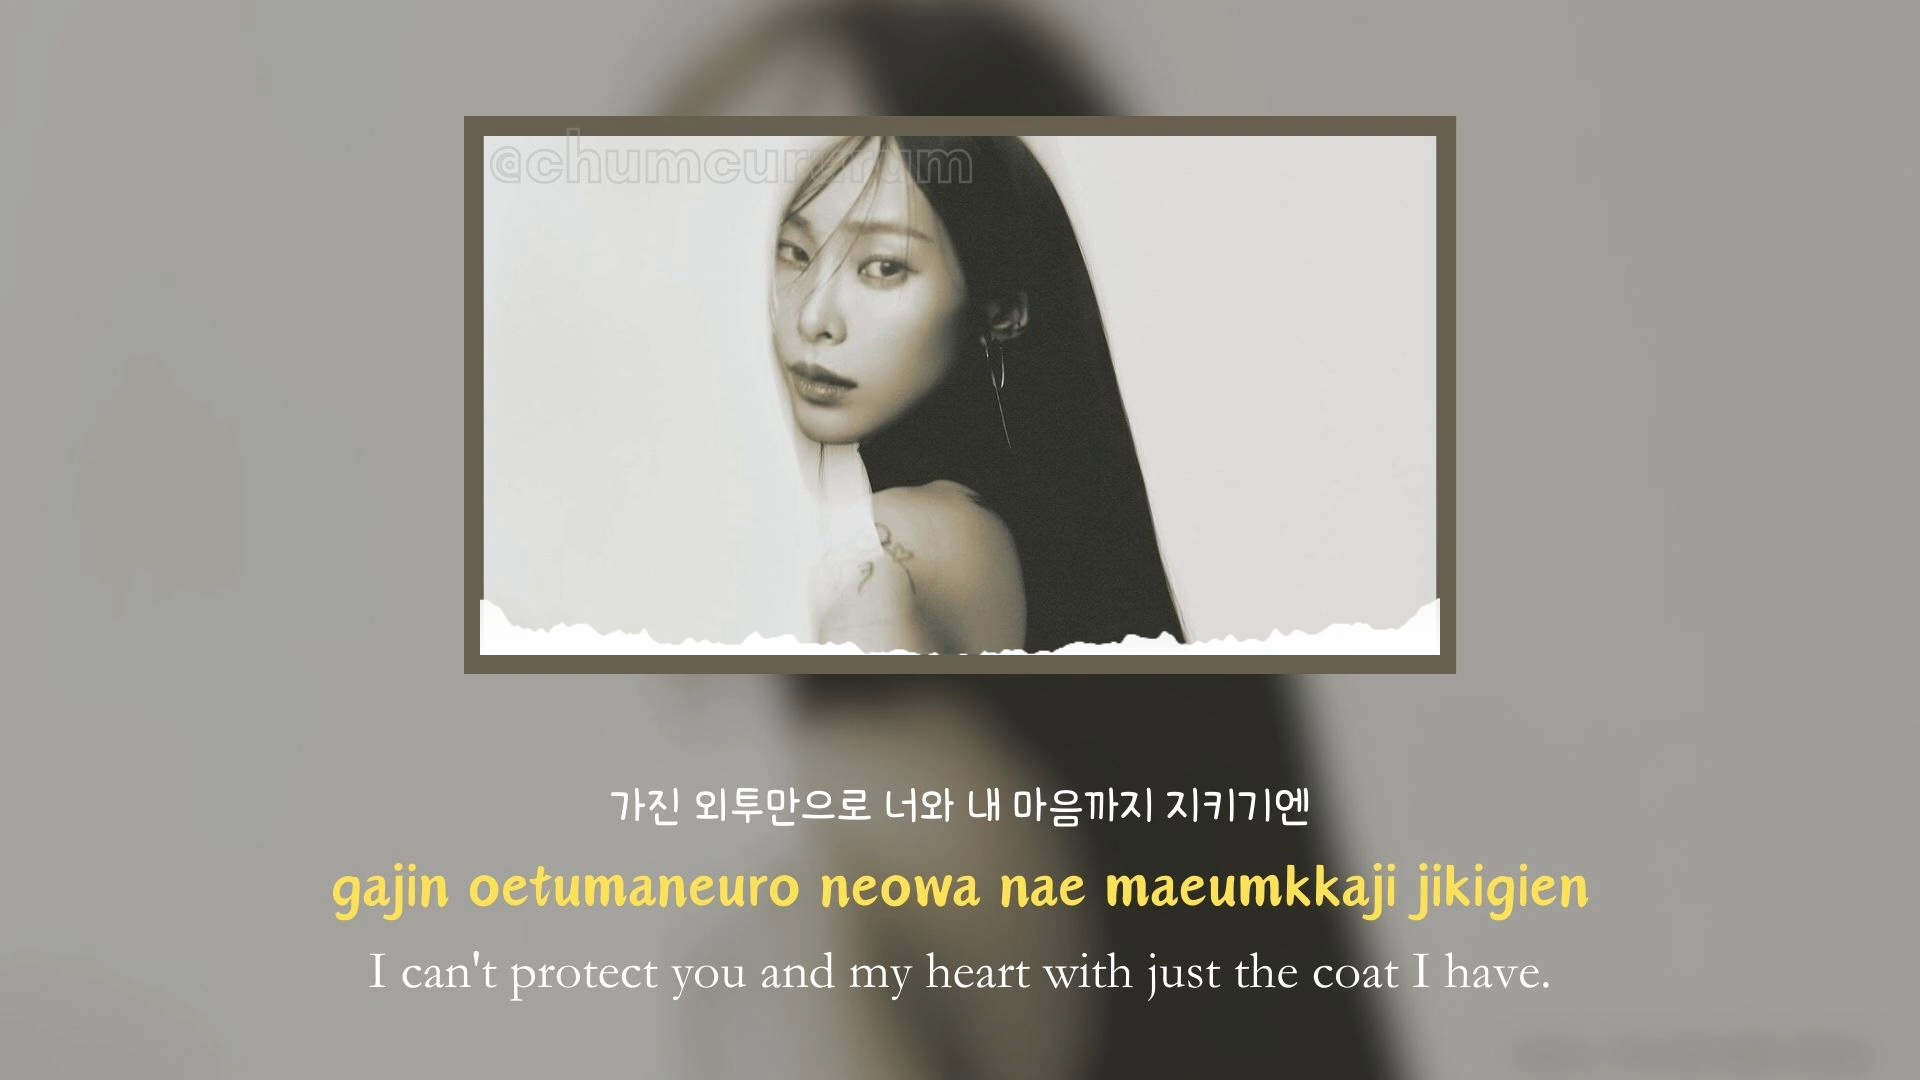 @chumcururum
가진 외투만으로 너와 내 마음까지 지키기엔
gajin oetumaneuro neowa nae maeumkkaji jikigien
I can't protect you and my heart with just the coat I have.